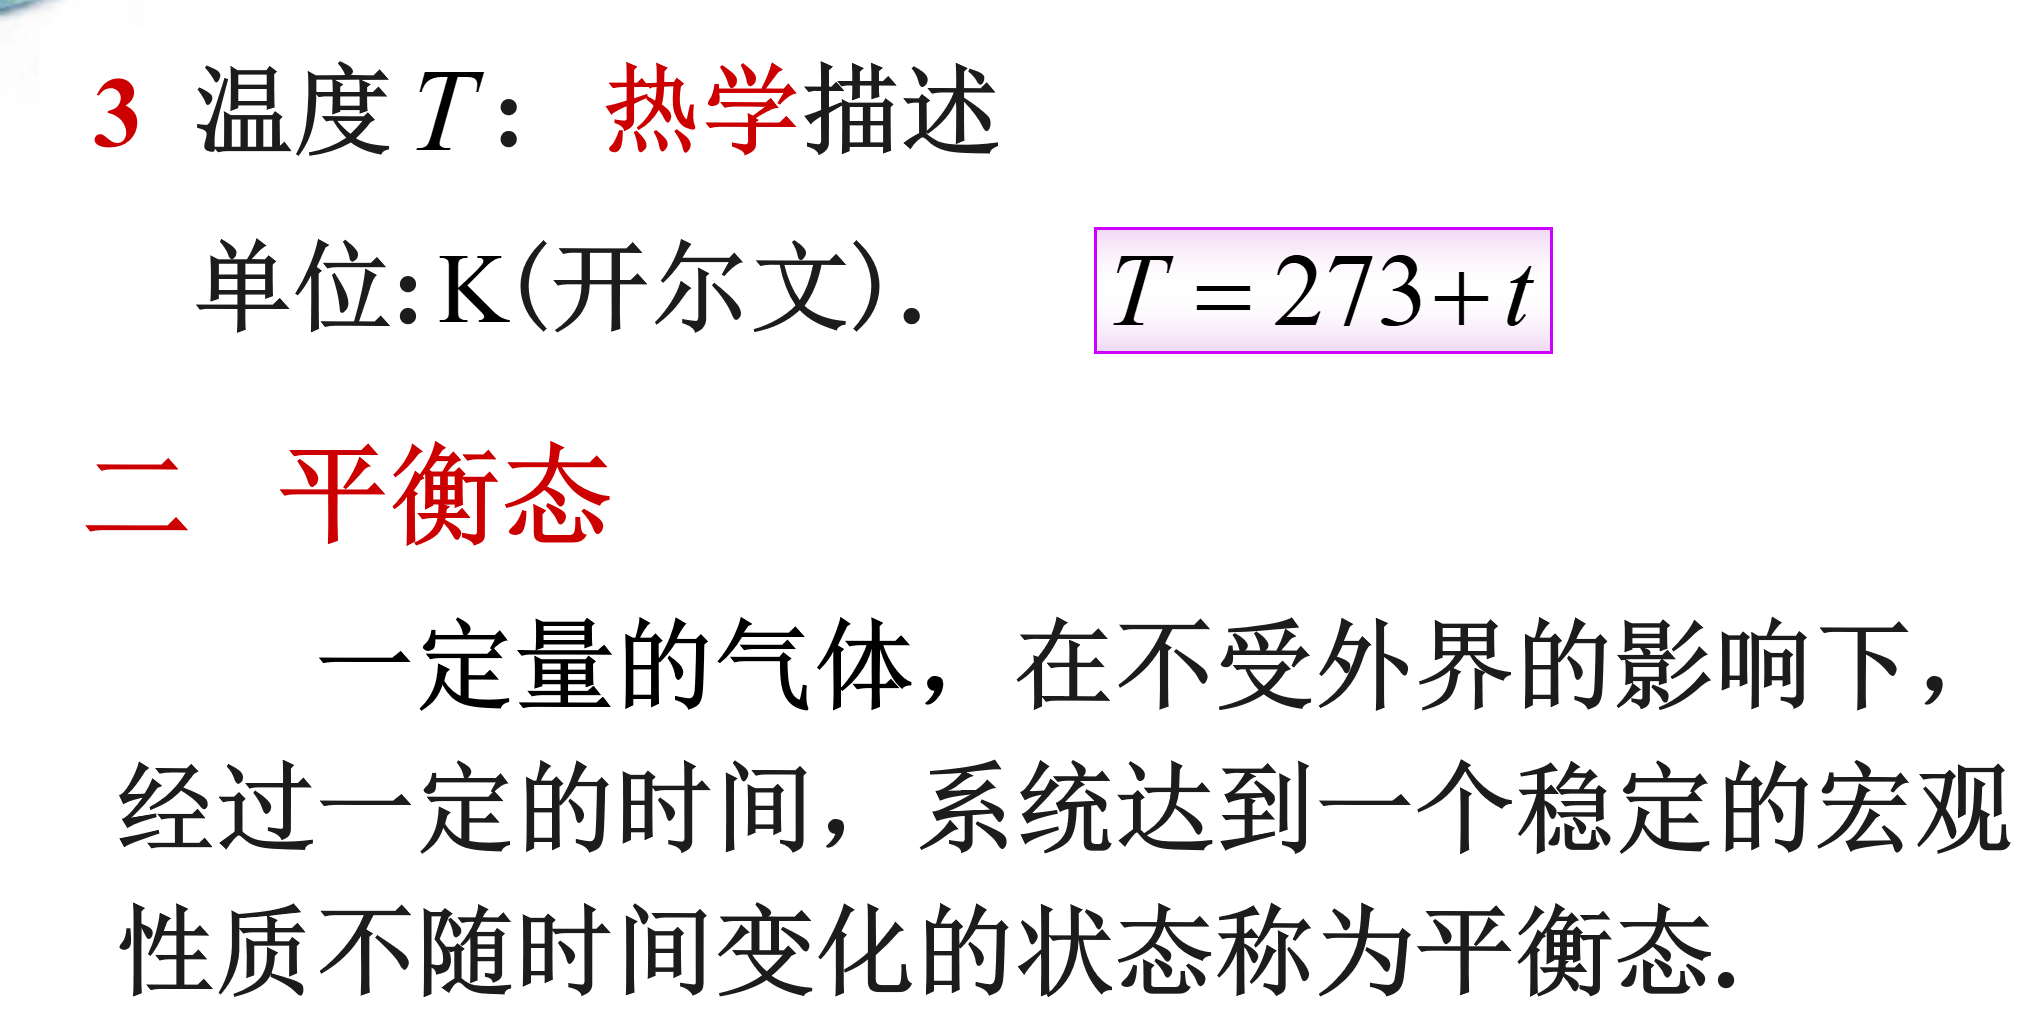 3 温度 T： 热学描述
单位:K(开尔文). T = 273+t
二 平衡态
一定量的气体，在不受外界的影响下，
经过一定的时间，系统达到一个稳定的宏观
性质不随时间变化的状态称为平衡态.